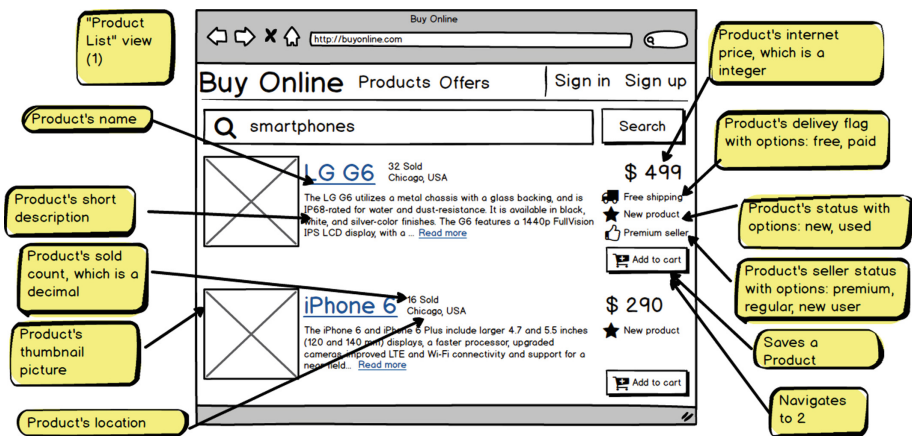 "Product
List" view
(1)
Buy Online
http://buyonline.com
Product's internet
price, which is a
integer
Buy Online
Products
Offers
Sign in
Sign up
Product's name
smartphones
Search
Product's delivey flag
with options: free, paid
LG G6
32 Sold
Chicago, USA
$ 499
The LG G6 utilizes a metal chassis with a glass backing, and is
IP68-rated for water and dust-resistance. It is available in black,
white, and silver-color finishes. The G6 features a 1440p FullVision
IPS LCD display, with a ... Read more
Free shipping
New product
Premium seller
Add to cart
Product's short
description
Product's status with
options: new, used
Product's sold
count, which is a
decimal
Product's seller status
with options: premium,
regular, new user
iPhone 6
16 Sold
Chicago, USA
$ 290
The iPhone 6 and iPhone 6 Plus include larger 4.7 and 5.5 inches
(120 and 140 mm) displays, a faster processor, upgraded
cameras, improved LTE and Wi-Fi connectivity and support for a
near field... Read more
New product
Add to cart
Product's
thumbnail
picture
Saves a
Product
Product's location
Navigates
to 2